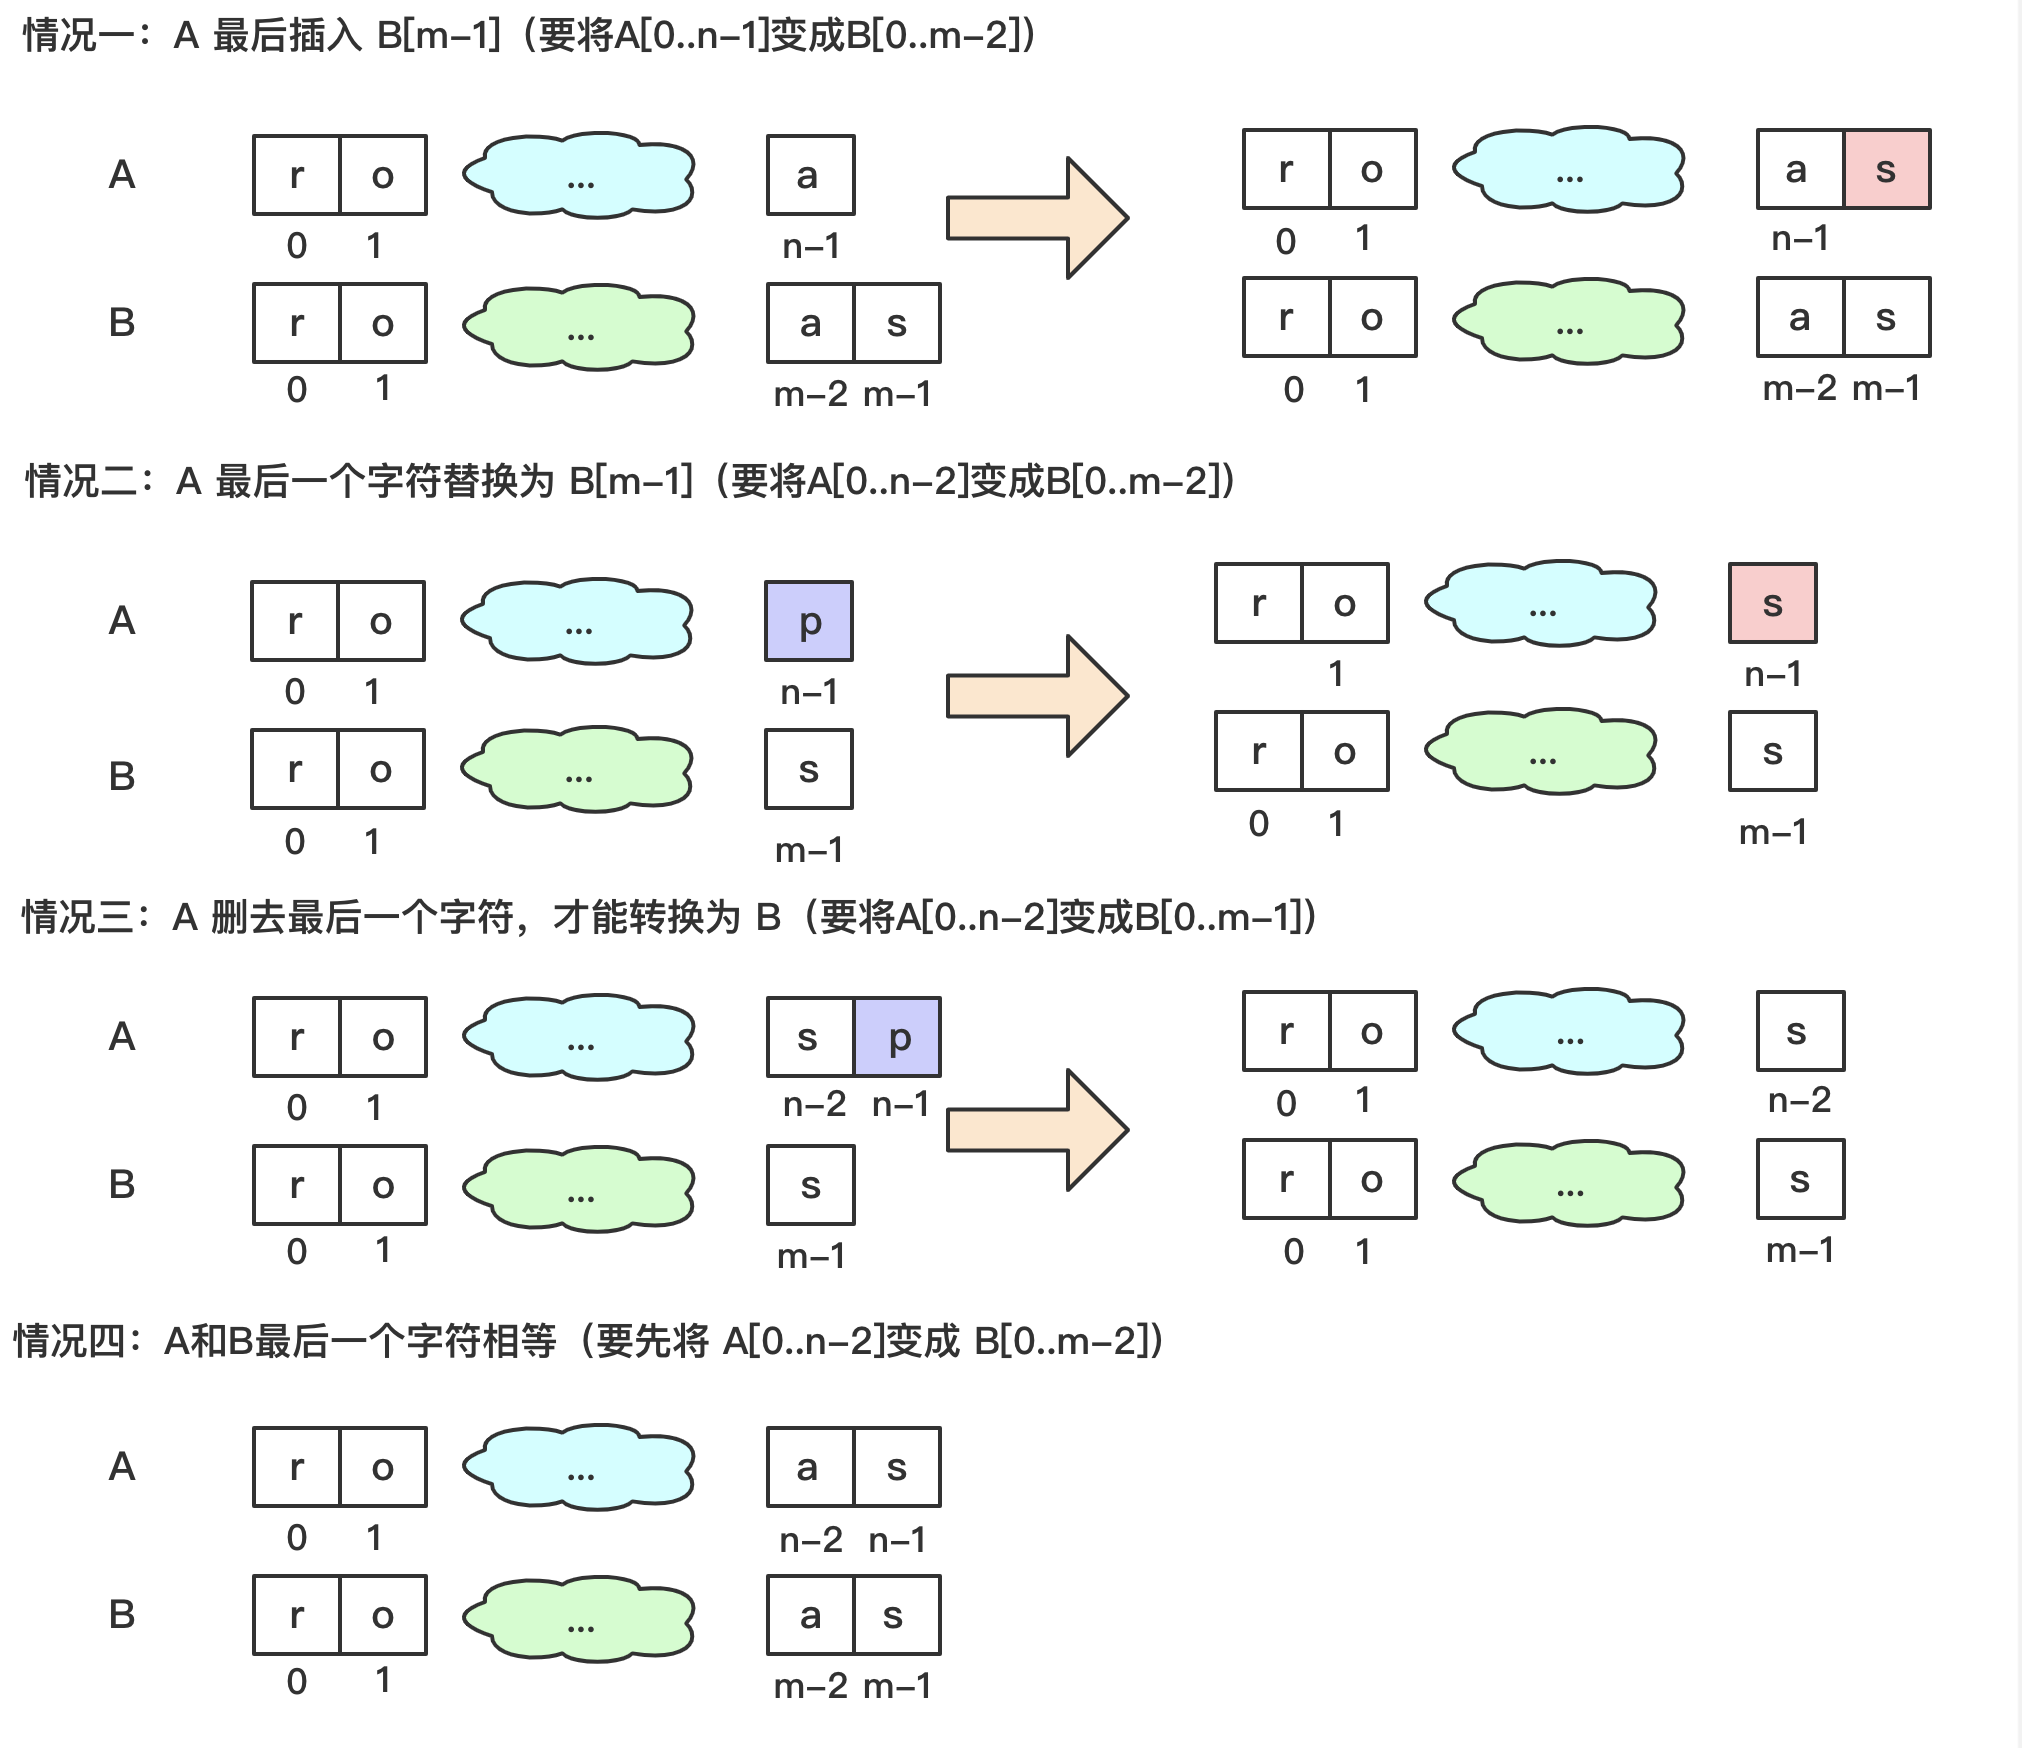 情况一：A 最后插入 B[m-1]（要将A[0..n-1]变成B[0..m-2]）
A r o ... a r o ... a s
0 1 n-1 0 1 n-1
B r o ... a s r o ... a s
0 1 m-2 m-1 0 1 m-2 m-1
情况二：A 最后一个字符替换为 B[m-1]（要将A[0..n-2]变成B[0..m-2]）
A r o ... p r o ... s
0 1 n-1 1 n-1
B r o ... s r o ... s
0 1 m-1 0 1 m-1
情况三：A 删去最后一个字符，才能转换为 B（要将A[0..n-2]变成B[0..m-1]）
A r o ... s p r o ... s
0 1 n-2 n-1 0 1 n-2
B r o ... s r o ... s
0 1 m-1 0 1 m-1
情况四：A和B最后一个字符相等（要先将 A[0..n-2]变成 B[0..m-2]）
A r o ... a s
0 1 n-2 n-1
B r o ... a s
0 1 m-2 m-1